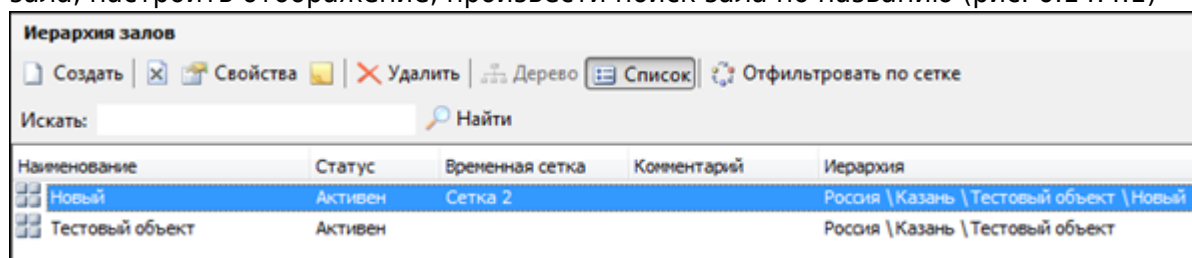 зала, настроить отображение, произвести поиск зала по названию
Иерархия залов
Создать Свойства Удалить Дерево Список Отфильтровать по сетке
Искать: Найти
Наименование Статус Временная сетка Комментарий Иерархия
Новый Активен Сетка 2 Россия \ Казань \ Тестовый объект \ Новый
Тестовый объект Активен Россия \ Казань \ Тестовый объект